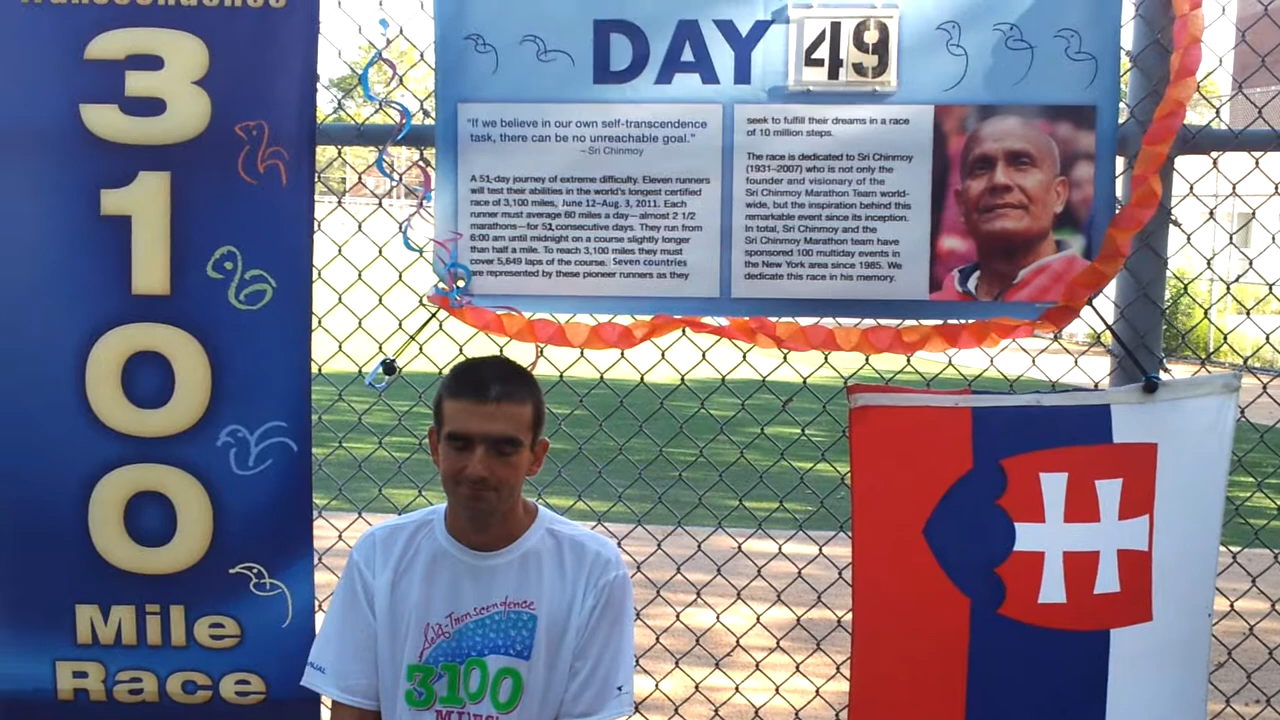 Transcendence
3
1
0
0
Mile
Race
DAY 49
"If we believe in our own self-transcendence
task, there can be no unreachable goal."
– Sri Chinmoy
A 51-day journey of extreme difficulty. Eleven runners
will test their abilities in the world's longest certified
race of 3,100 miles, June 12–Aug. 3, 2011. Each
runner must average 60 miles a day—almost 2 1/2
marathons—for 51 consecutive days. They run from
6:00 am until midnight on a course slightly longer
than half a mile. To reach 3,100 miles they must
cover 5,649 laps of the course. Seven countries
are represented by these pioneer runners as they
seek to fulfill their dreams in a race
of 10 million steps.
The race is dedicated to Sri Chinmoy
(1931–2007) who is not only the
founder and visionary of the
Sri Chinmoy Marathon Team world-
wide, but the inspiration behind this
remarkable event since its inception.
In total, Sri Chinmoy and the
Sri Chinmoy Marathon team have
sponsored 100 multiday events in
the New York area since 1985. We
dedicate this race in his memory.
Self-Transcendence
3100
MILES